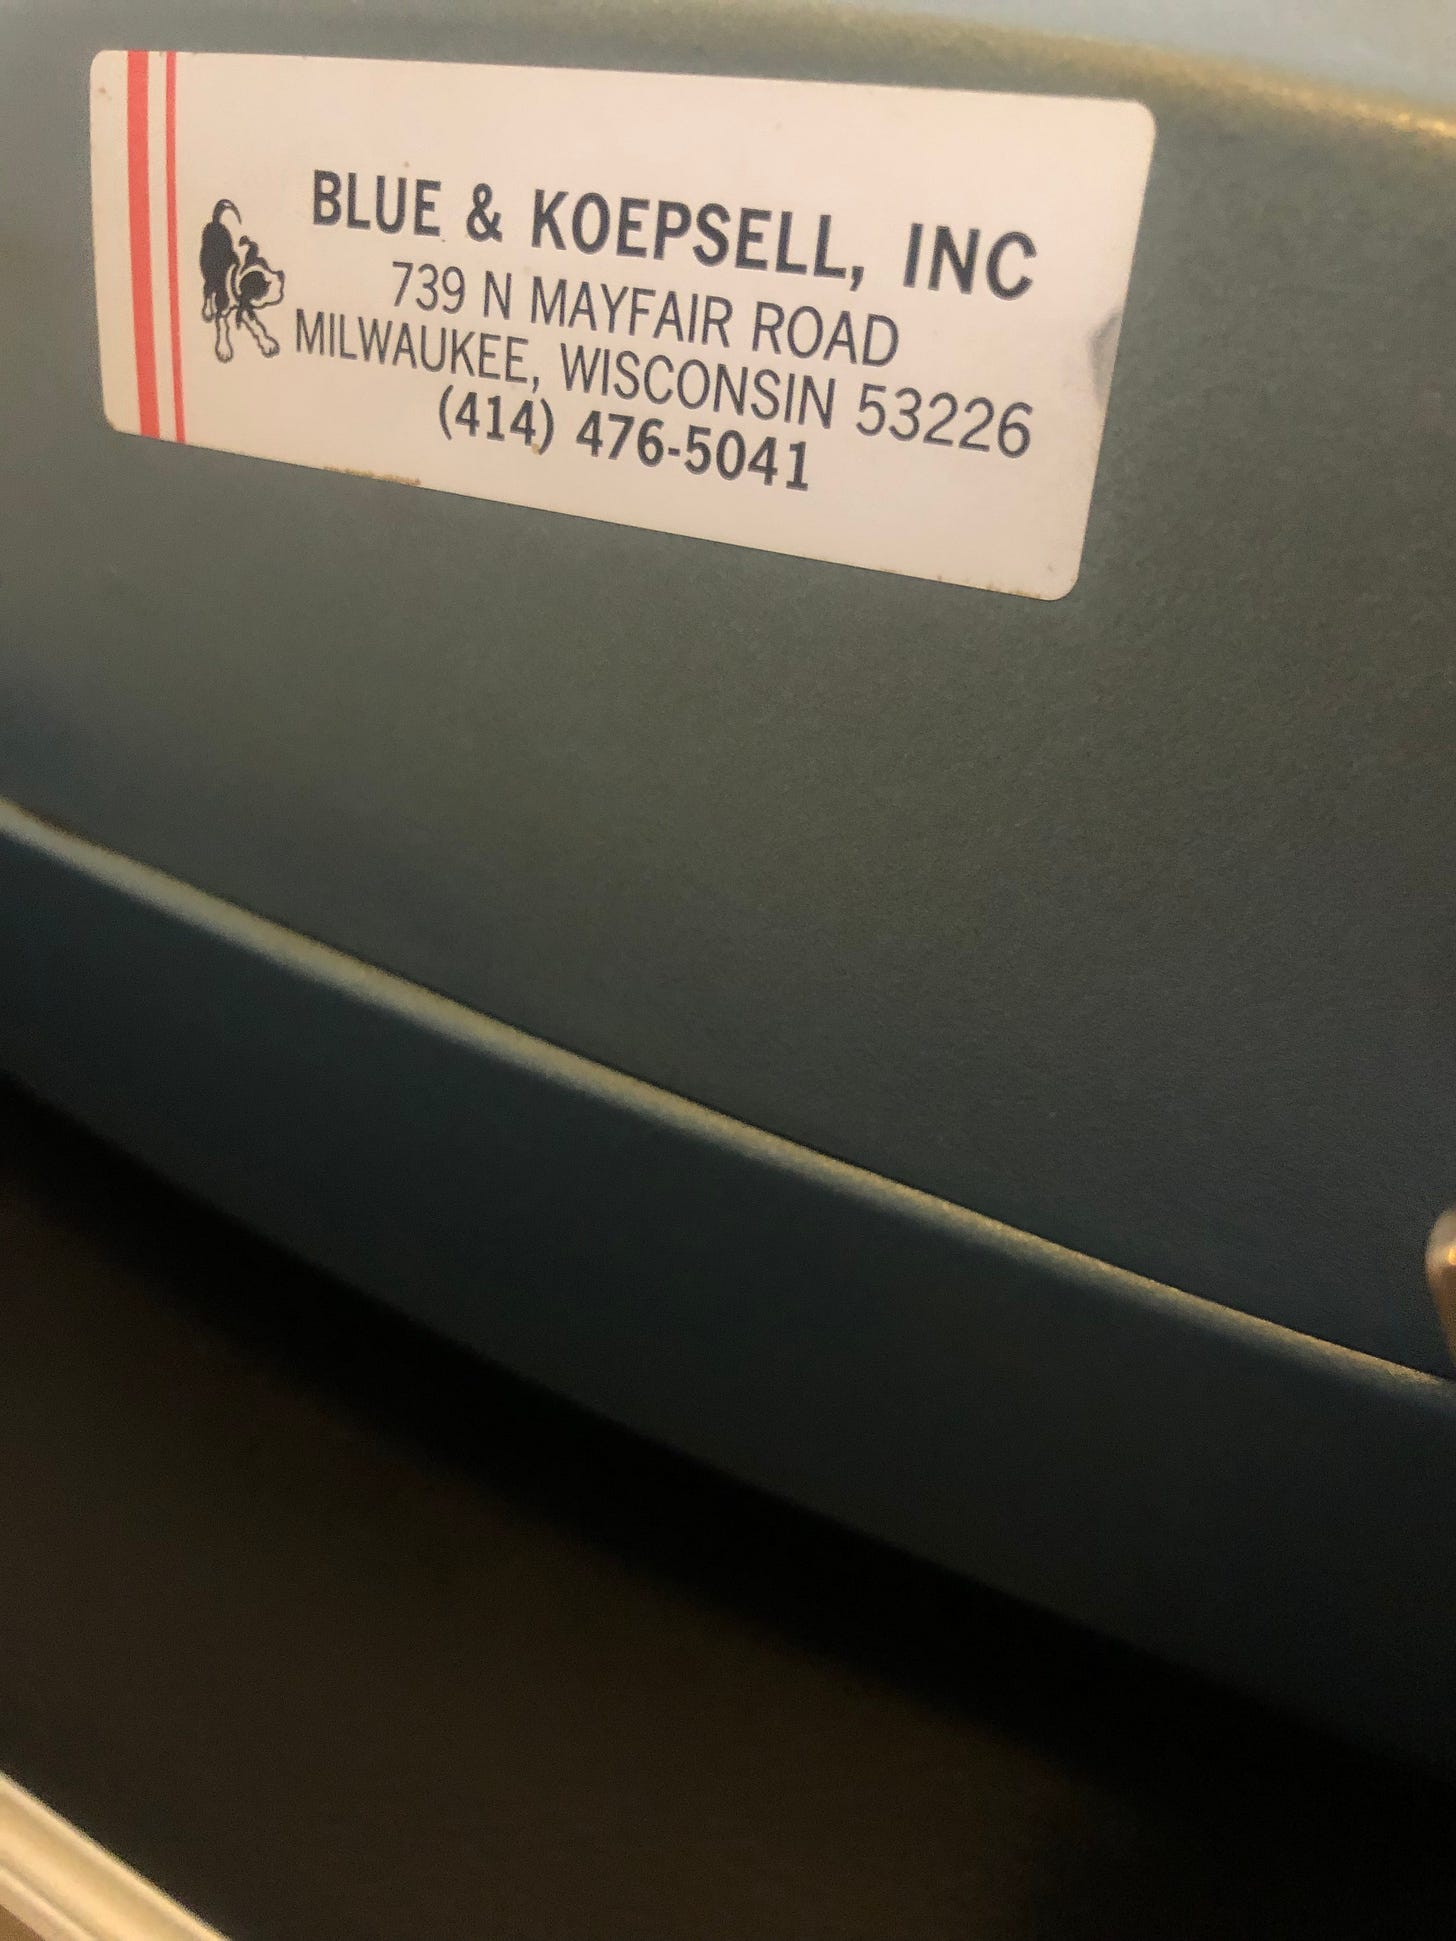 BLUE & KOEPSELL, INC
739 N MAYFAIR ROAD
MILWAUKEE, WISCONSIN 53226
(414) 476-5041